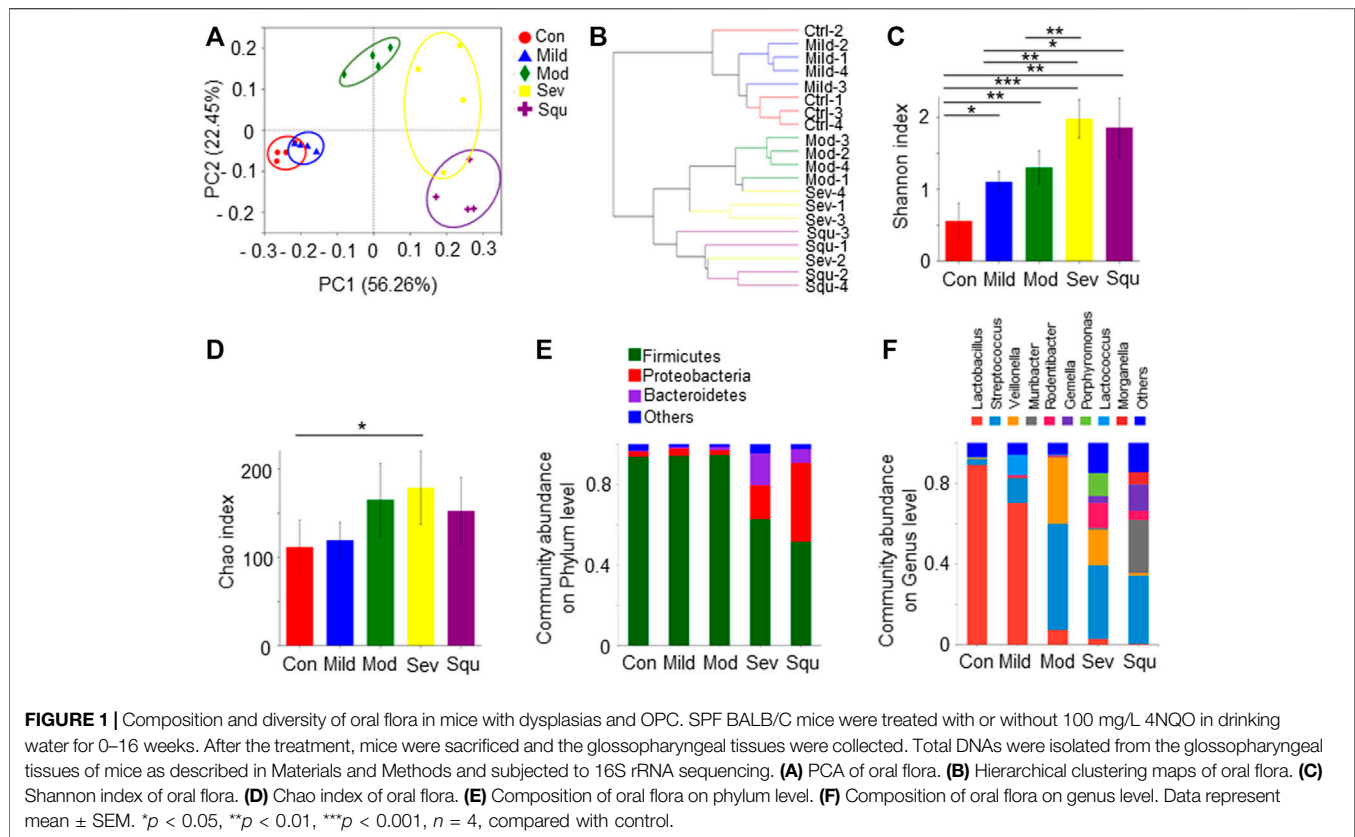 A
0.2
0.1
0
- 0.1
- 0.2
PC2 (22.45%)
- 0.3 - 0.2 - 0.1 0 0.1 0.2 0.3
PC1 (56.26%)
Con
Mild
Mod
Sev
Squ
B
Ctrl-2
Mild-2
Mild-1
Mild-4
Mild-3
Ctrl-1
Ctrl-3
Ctrl-4
Mod-3
Mod-2
Mod-4
Mod-1
Sev-4
Sev-1
Sev-3
Squ-3
Squ-1
Sev-2
Squ-2
Squ-4
C
**
*
**
**
***
**
*
2
1
0
Shannon index
Con Mild Mod Sev Squ
D
*
200
100
0
Chao index
Con Mild Mod Sev Squ
E
Firmicutes
Proteobacteria
Bacteroidetes
Others
0.8
0.4
0
Community abundance
on Phylum level
Con Mild Mod Sev Squ
F
Lactobacillus
Streptococcus
Veillonella
Muribacter
Rodentibacter
Gemella
Porphyromonas
Lactococcus
Morganella
Others
0.8
0.4
0
Community abundance
on Genus level
Con Mild Mod Sev Squ
FIGURE 1 | Composition and diversity of oral flora in mice with dysplasias and OPC. SPF BALB/C mice were treated with or without 100 mg/L 4NQO in drinking
water for 0–16 weeks. After the treatment, mice were sacrificed and the glossopharyngeal tissues were collected. Total DNAs were isolated from the glossopharyngeal
tissues of mice as described in Materials and Methods and subjected to 16S rRNA sequencing. (A) PCA of oral flora. (B) Hierarchical clustering maps of oral flora. (C)
Shannon index of oral flora. (D) Chao index of oral flora. (E) Composition of oral flora on phylum level. (F) Composition of oral flora on genus level. Data represent
mean ± SEM. *p < 0.05, **p < 0.01, ***p < 0.001, n = 4, compared with control.